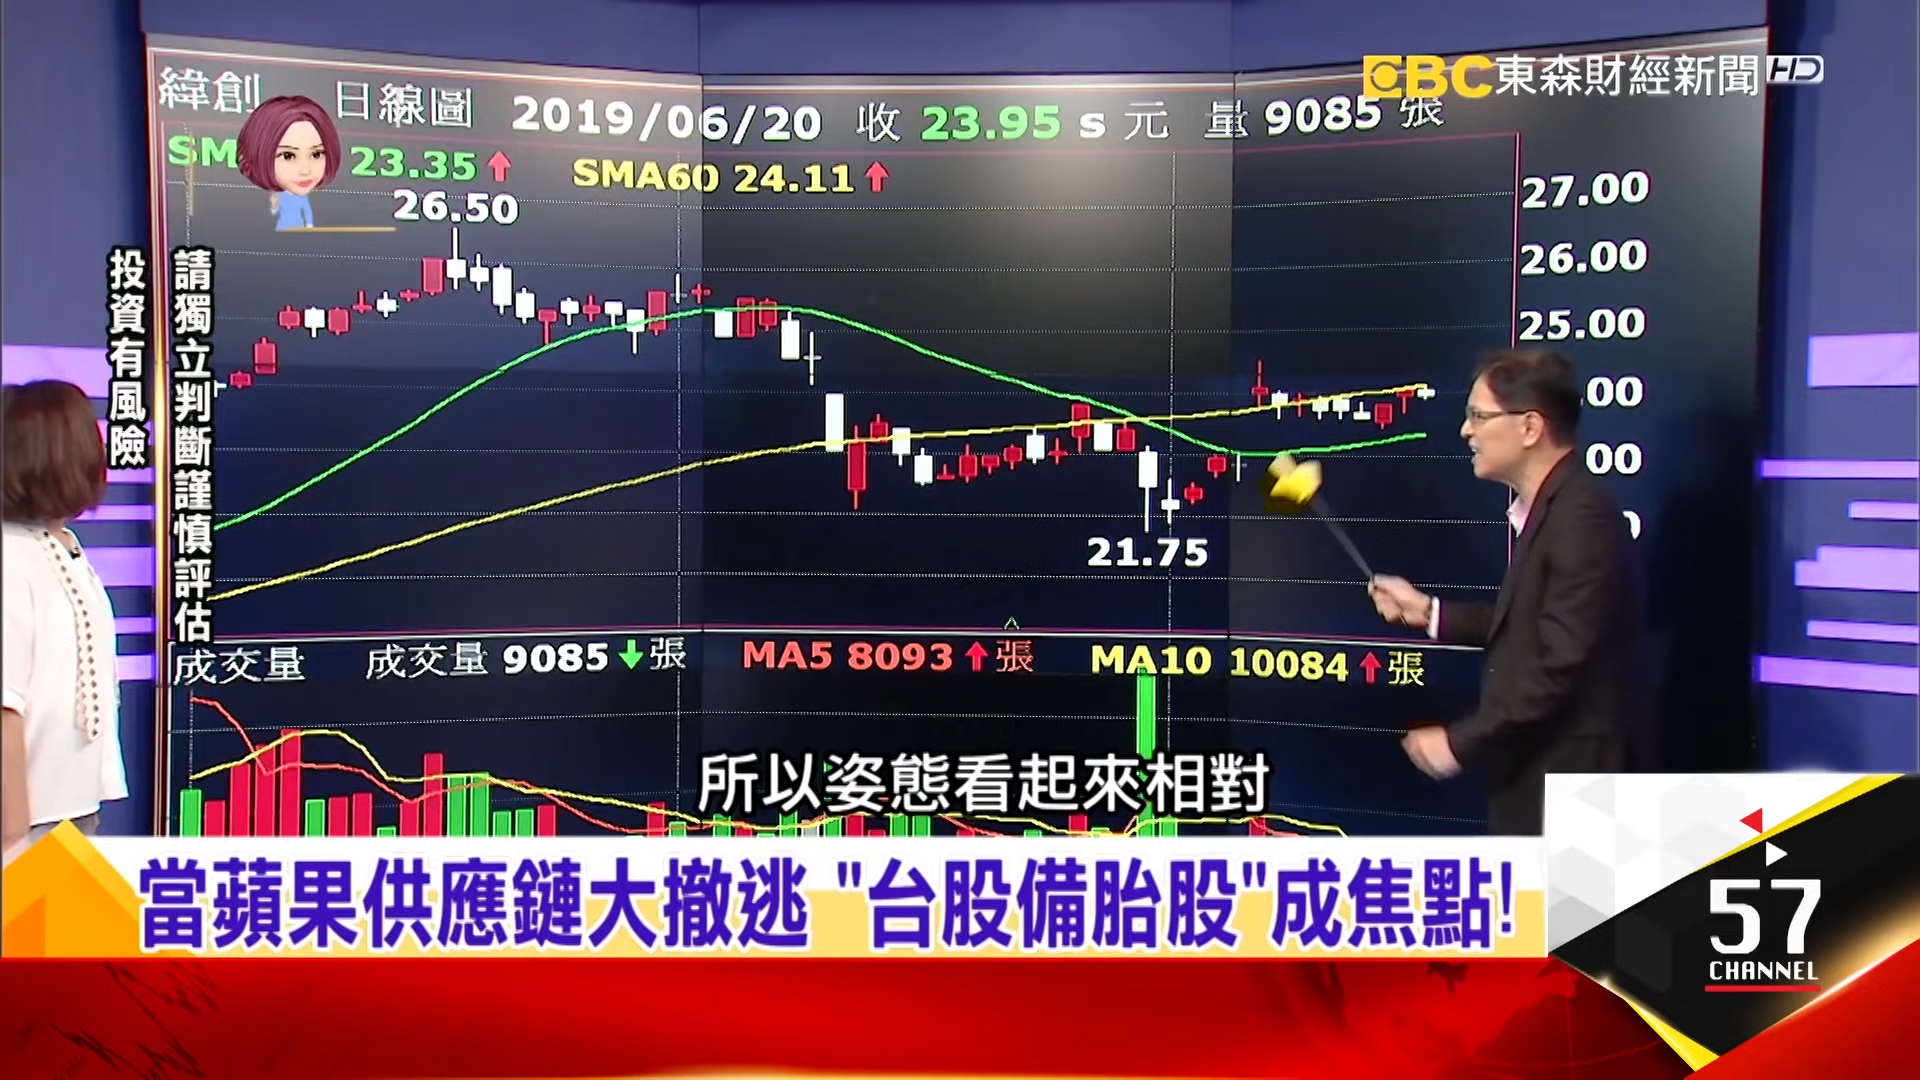 緯創 日線圖 2019/06/20 收 23.95 s 元 量 9085 張
EBC 東森財經新聞 HD
SM 23.35↑ SMA60 24.11↑
26.50
27.00
26.00
25.00
.00
00
21.75
請獨立判斷謹慎評估
投資有風險
成交量 成交量 9085↓張 MA5 8093↑張 MA10 10084↑張
所以姿態看起來相對
當蘋果供應鏈大撤逃 "台股備胎股"成焦點!
57
CHANNEL